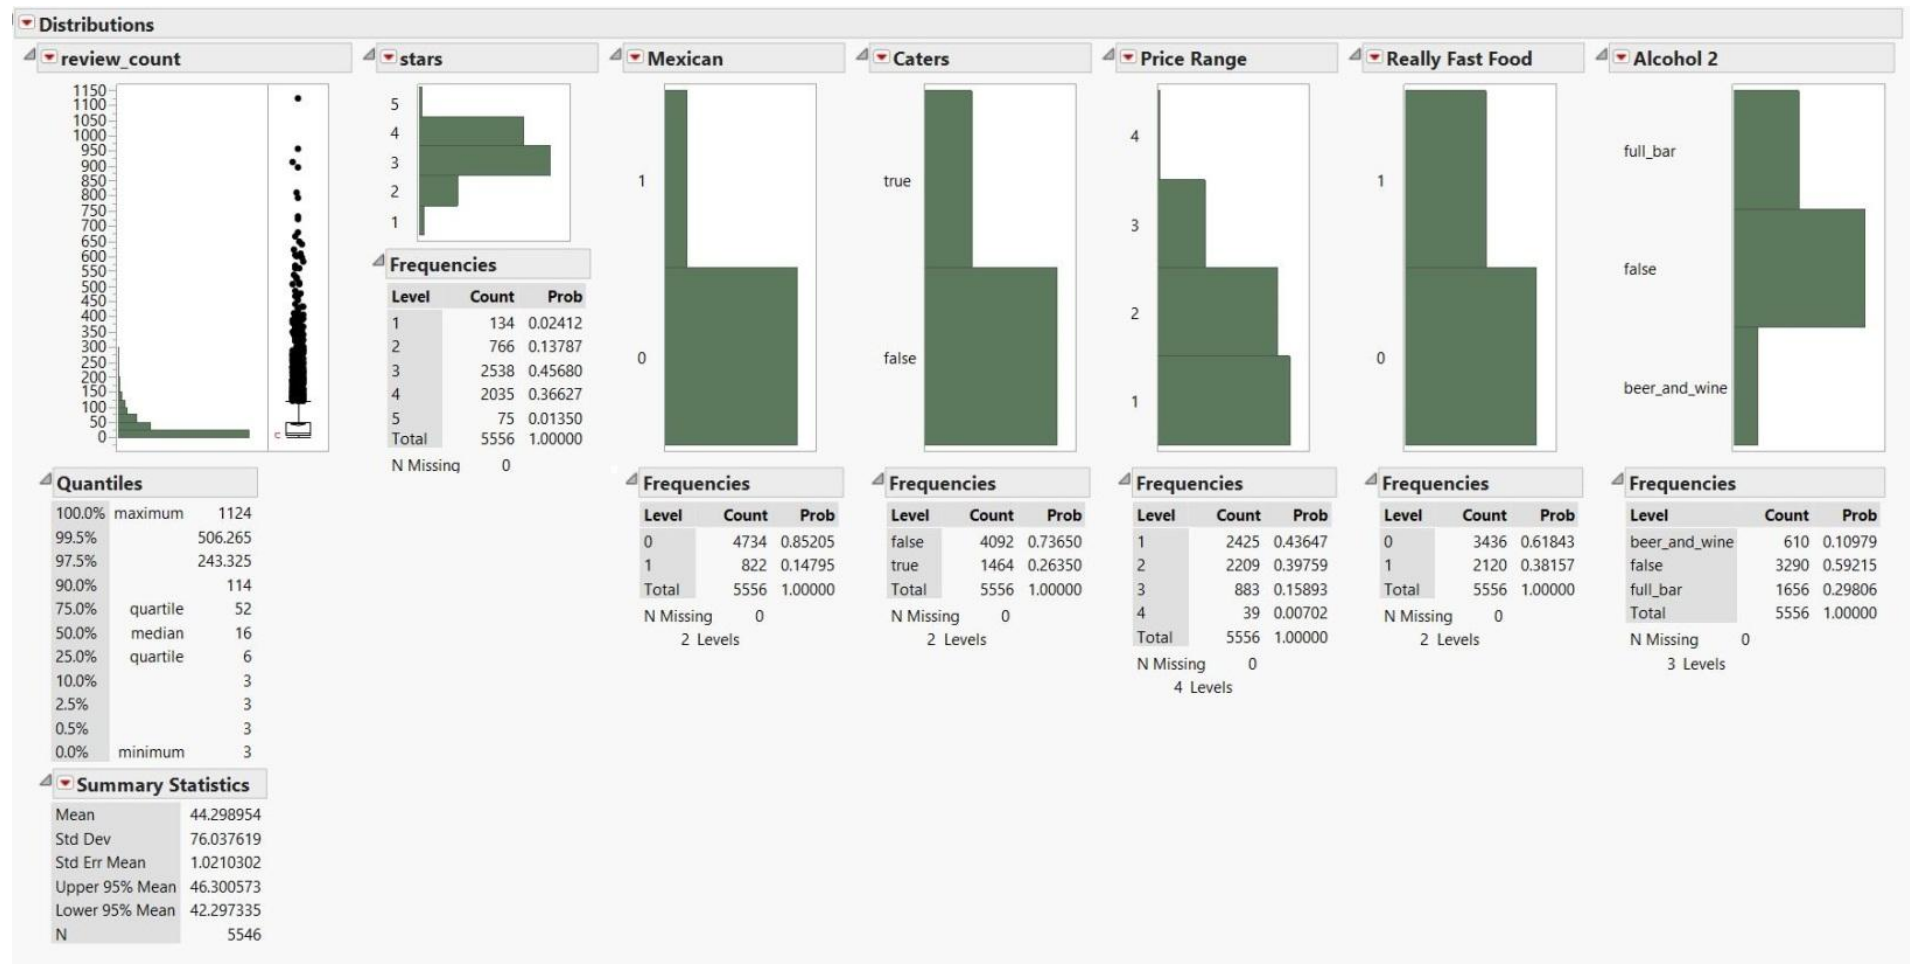 Distributions
review_count
1150
1100
1050
1000
950
900
850
800
750
700
650
600
550
500
450
400
350
300
250
200
150
100
50
0
Quantiles
100.0% maximum 1124
99.5% 506.265
97.5% 243.325
90.0% 114
75.0% quartile 52
50.0% median 16
25.0% quartile 6
10.0% 3
2.5% 3
0.5% 3
0.0% minimum 3
Summary Statistics
Mean 44.298954
Std Dev 76.037619
Std Err Mean 1.0210302
Upper 95% Mean 46.300573
Lower 95% Mean 42.297335
N 5546
stars
5
4
3
2
1
Frequencies
Level Count Prob
1 134 0.02412
2 766 0.13787
3 2538 0.45680
4 2035 0.36627
5 75 0.01350
Total 5556 1.00000
N Missing 0
Mexican
1
0
Frequencies
Level Count Prob
0 4734 0.85205
1 822 0.14795
Total 5556 1.00000
N Missing 0
2 Levels
Caters
true
false
Frequencies
Level Count Prob
false 4092 0.73650
true 1464 0.26350
Total 5556 1.00000
N Missing 0
2 Levels
Price Range
4
3
2
1
Frequencies
Level Count Prob
1 2425 0.43647
2 2209 0.39759
3 883 0.15893
4 39 0.00702
Total 5556 1.00000
N Missing 0
4 Levels
Really Fast Food
1
0
Frequencies
Level Count Prob
0 3436 0.61843
1 2120 0.38157
Total 5556 1.00000
N Missing 0
2 Levels
Alcohol 2
full_bar
false
beer_and_wine
Frequencies
Level Count Prob
beer_and_wine 610 0.10979
false 3290 0.59215
full_bar 1656 0.29806
Total 5556 1.00000
N Missing 0
3 Levels